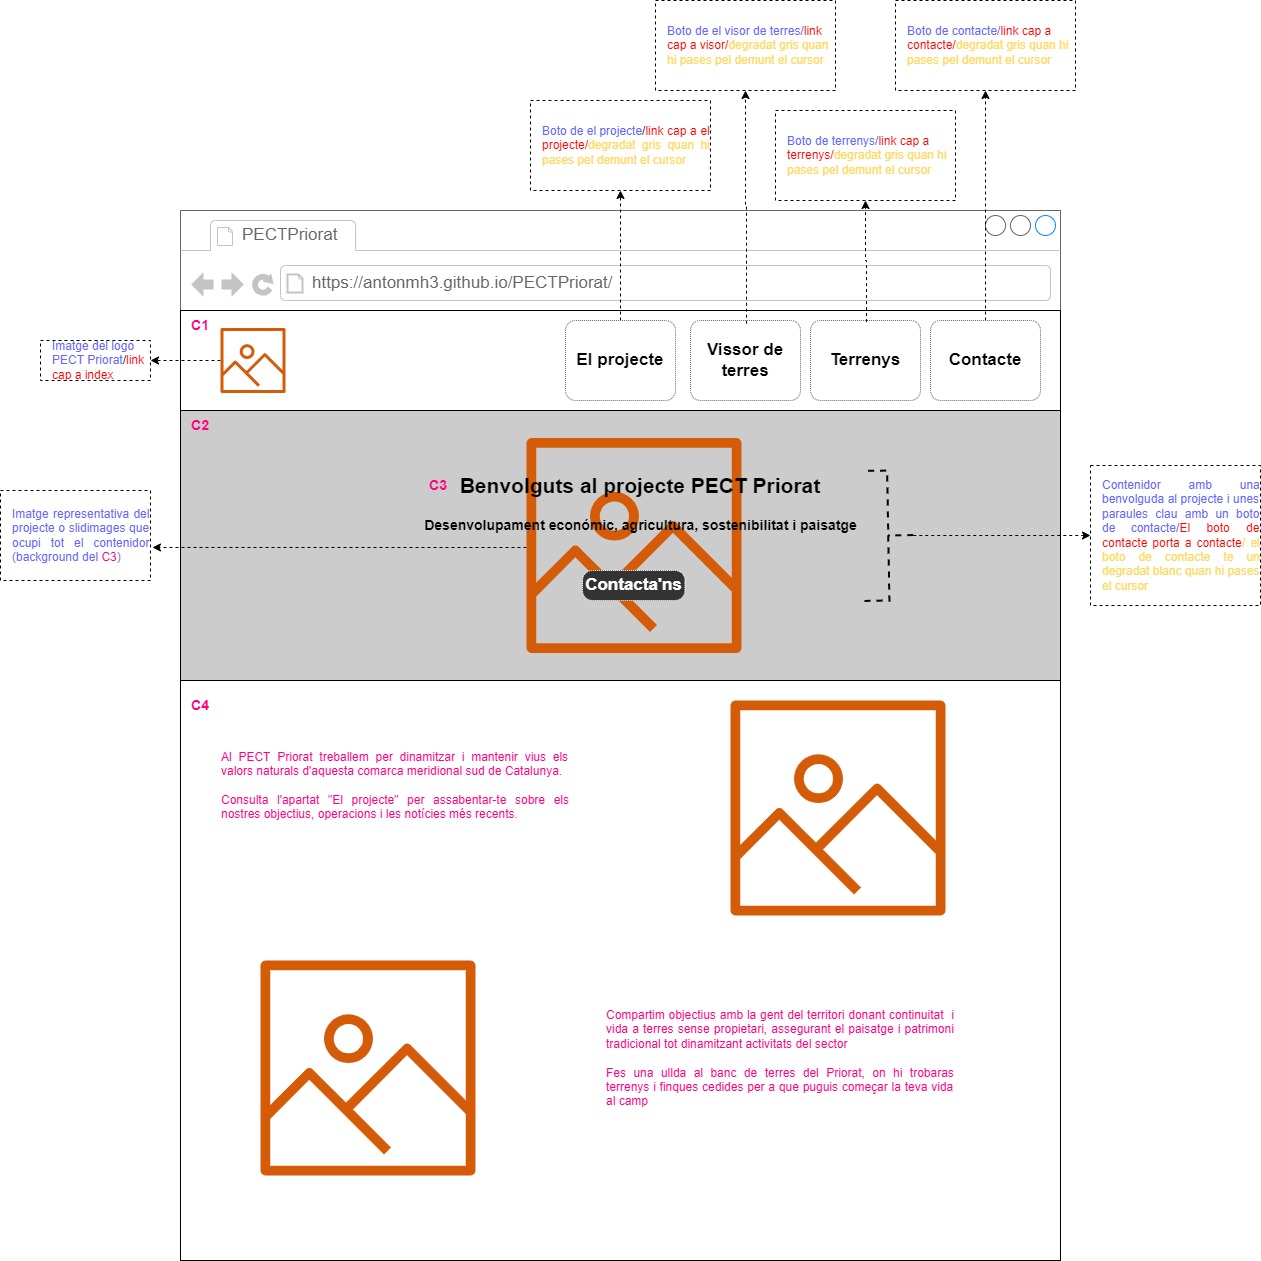 Boto de el visor de terres/link
cap a visor/degradat gris quan
hi pases pel demunt el cursor
Boto de contacte/link cap a
contacte/degradat gris quan hi
pases pel demunt el cursor
Boto de el projecte/link cap a el
projecte/degradat gris quan hi
pases pel demunt el cursor
Boto de terrenys/link cap a
terrenys/degradat gris quan hi
pases pel demunt el cursor
PECTPriorat
https://antonmh3.github.io/PECTPriorat/
C1
Imatge del logo
PECT Priorat/link
cap a index
El projecte
Vissor de
terres
Terrenys
Contacte
C2
C3
Benvolguts al projecte PECT Priorat
Desenvolupament económic, agricultura, sostenibilitat i paisatge
Contacta'ns
Imatge representativa del
projecte o slidimages que
ocupi tot el contenidor
(background del C3)
Contenidor amb una
benvolguda al projecte i unes
paraules clau amb un boto
de contacte/El boto de
contacte porta a contacte/ el
boto de contacte te un
degradat blanc quan hi pases
el cursor
C4
Al PECT Priorat treballem per dinamitzar i mantenir vius els
valors naturals d'aquesta comarca meridional sud de Catalunya.
Consulta l'apartat "El projecte" per assabentar-te sobre els
nostres objectius, operacions i les notícies més recents.
Compartim objectius amb la gent del territori donant continuïtat i
vida a terres sense propietari, assegurant el paisatge i patrimoni
tradicional tot dinamitzant activitats del sector
Fes una ullda al banc de terres del Priorat, on hi trobaras
terrenys i finques cedides per a que puguis començar la teva vida
al camp